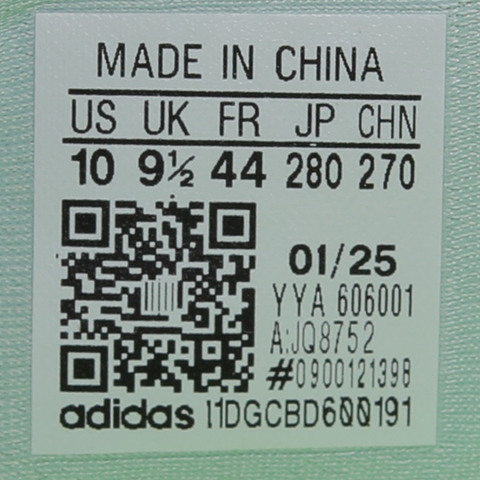 MADE IN CHINA
US UK FR JP CHN
10 9½ 44 280 270
01/25
YYA 606001
A:JQ8752
#0900121398
adidas 11DGCBD600191